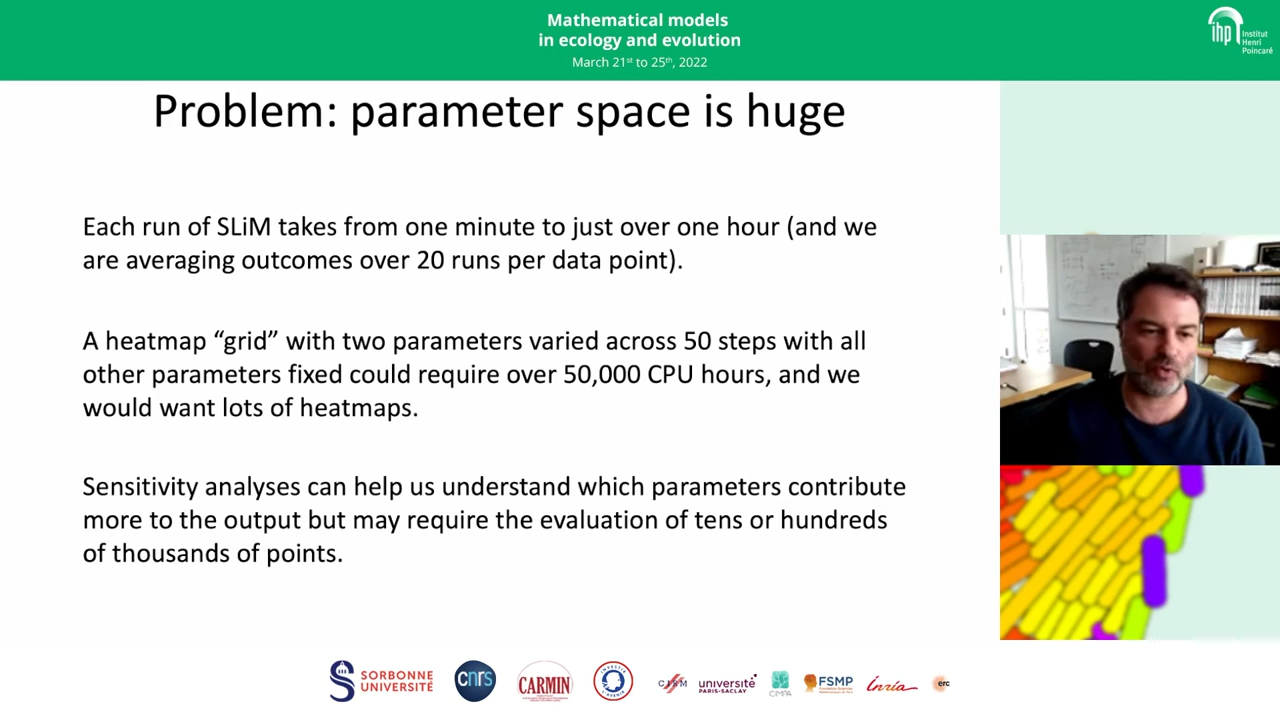 Mathematical models
in ecology and evolution
March 21st to 25th, 2022
ihp
Institut
Henri
Poincaré
Problem: parameter space is huge
Each run of SLiM takes from one minute to just over one hour (and we
are averaging outcomes over 20 runs per data point).
A heatmap “grid” with two parameters varied across 50 steps with all
other parameters fixed could require over 50,000 CPU hours, and we
would want lots of heatmaps.
Sensitivity analyses can help us understand which parameters contribute
more to the output but may require the evaluation of tens or hundreds
of thousands of points.
SORBONNE
UNIVERSITÉ
cnrs
CARMIN
CIRM
université
PARIS-SACLAY
CIMPA
FSMP
Inria
erc